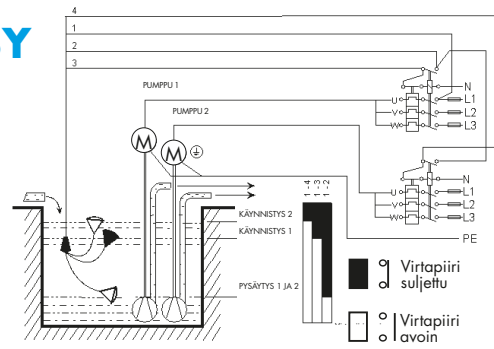 4
1
2
3
Y
PUMPPU 1
PUMPPU 2
M
M
N
U
L1
V
L2
W
L3
N
U
L1
V
L2
W
L3
PE
1 - 4
1 - 3
1 - 2
KÄYNNISTYS 2
KÄYNNISTYS 1
PYSÄYTYS 1 JA 2
Virtapiiri
suljettu
Virtapiiri
avoin